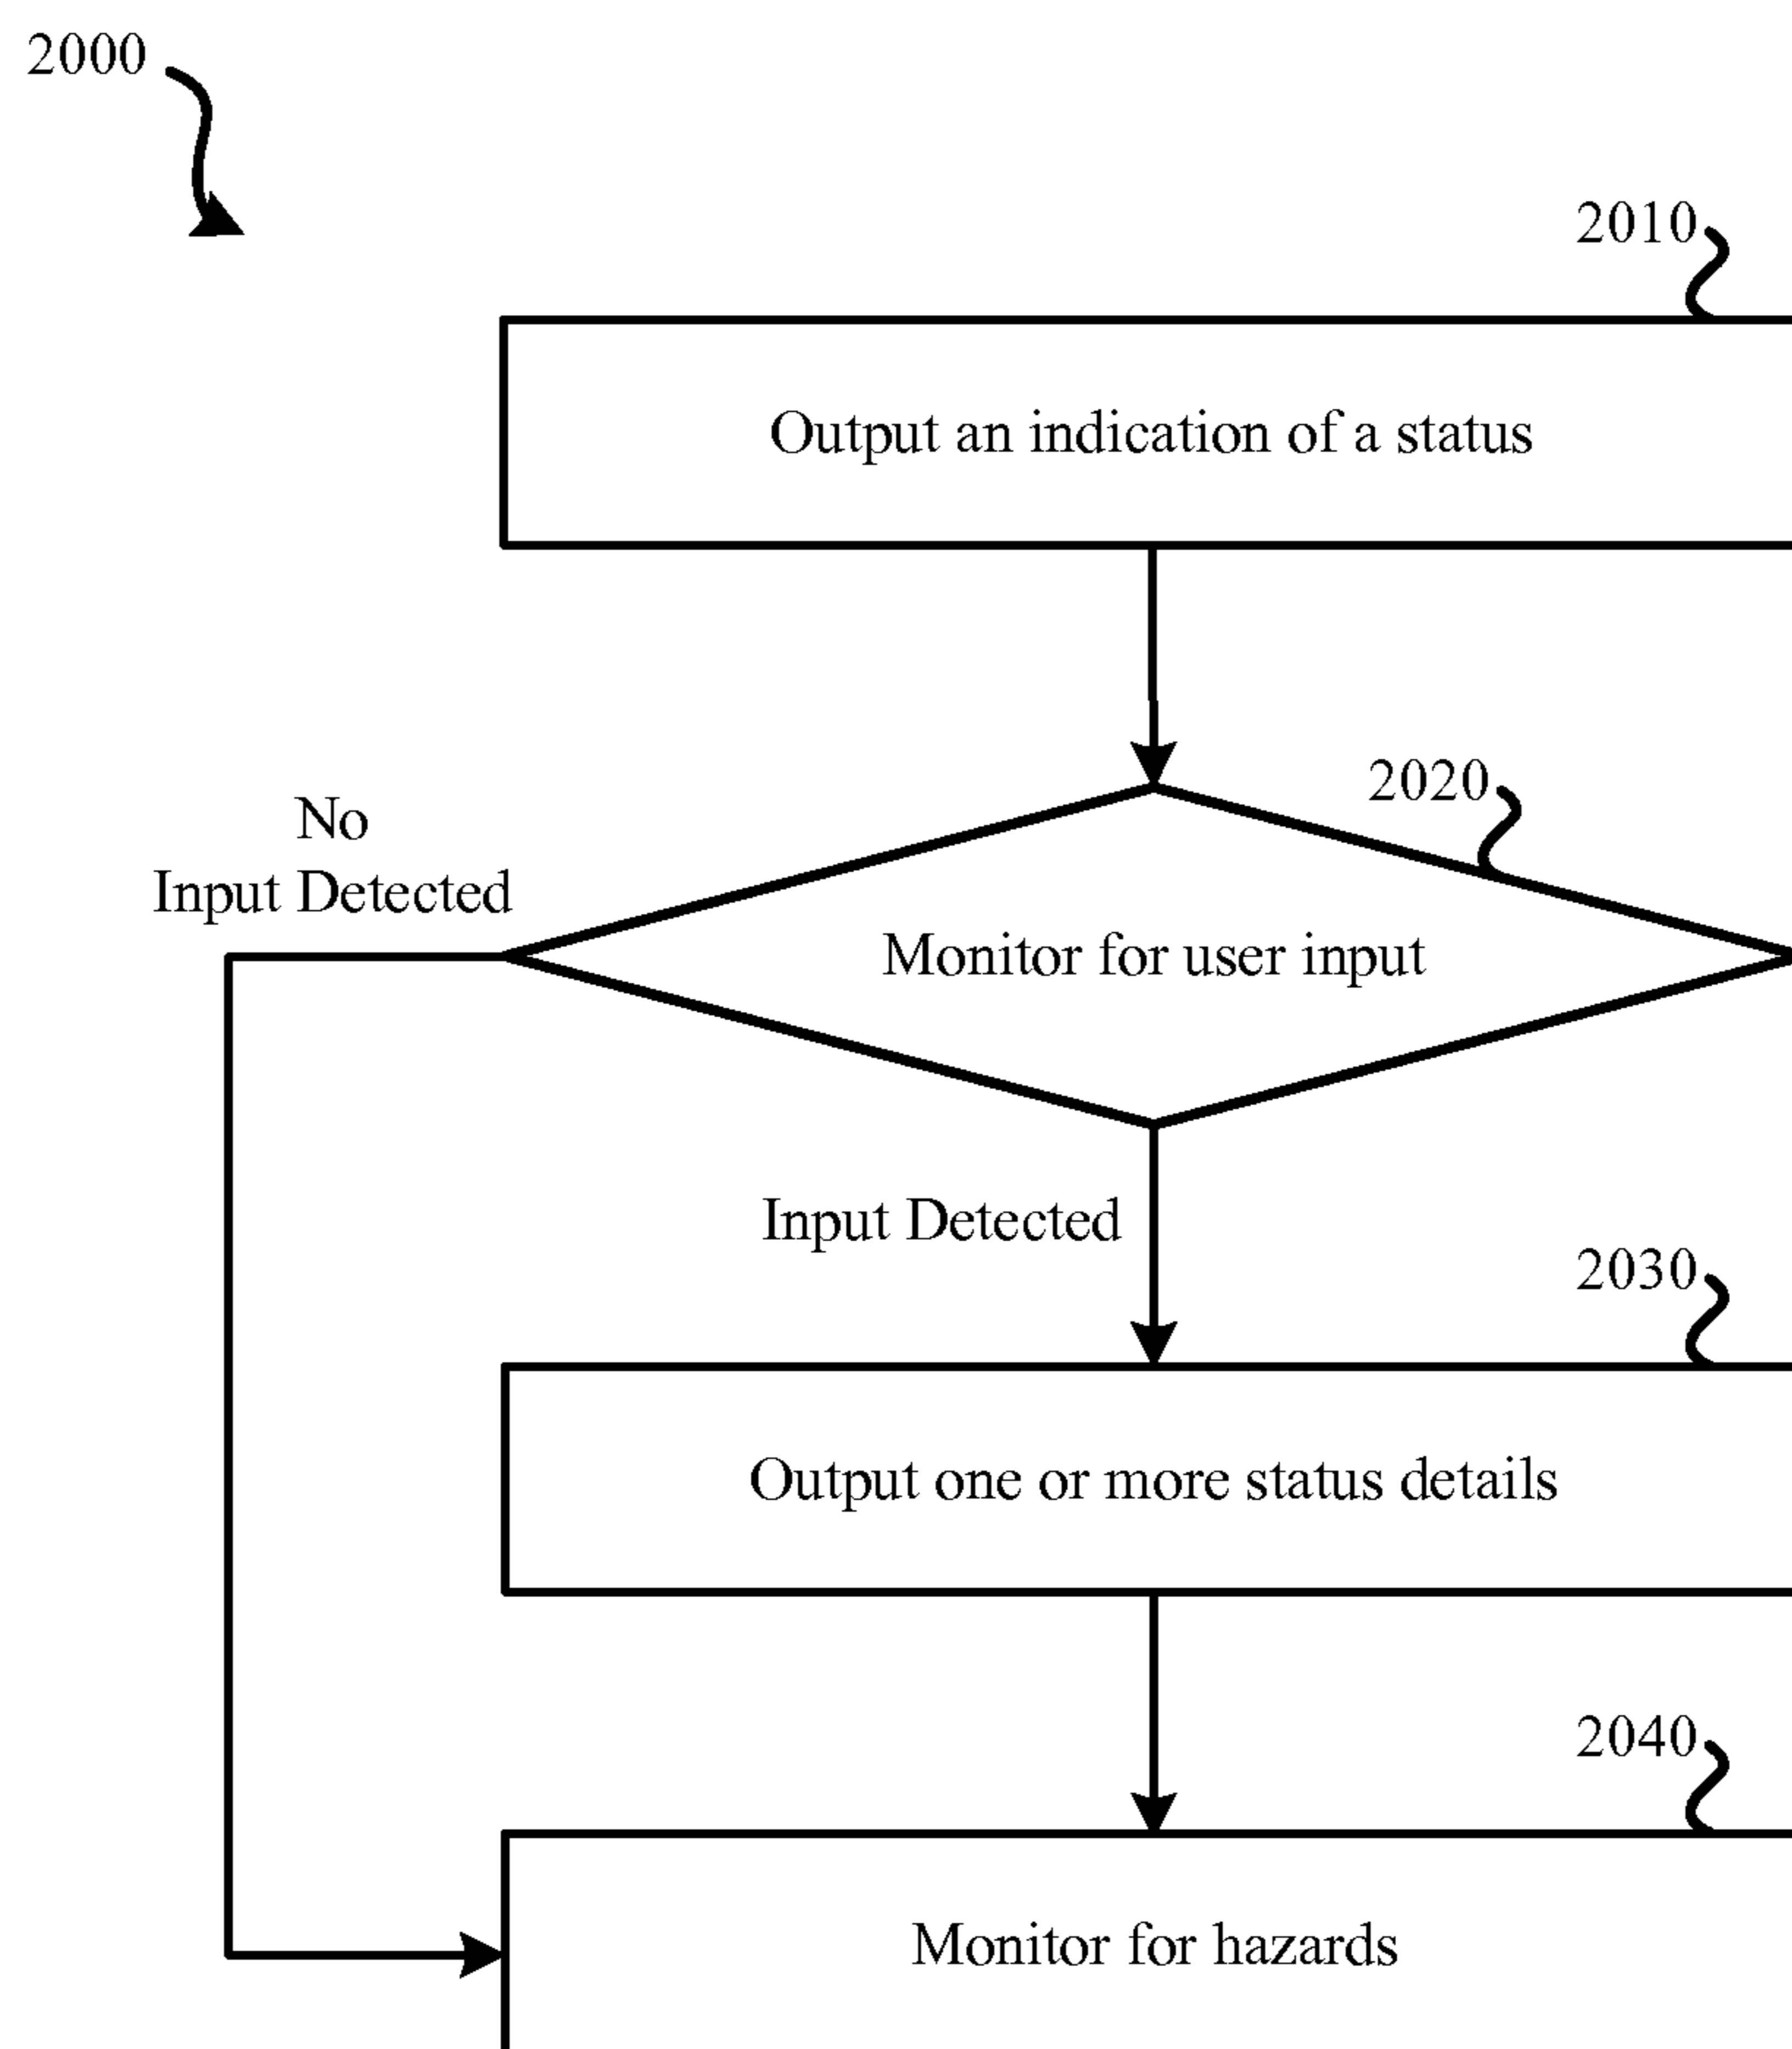 2000
2010
Output an indication of a status
2020
No
Input Detected
Monitor for user input
Input Detected
2030
Output one or more status details
2040
Monitor for hazards